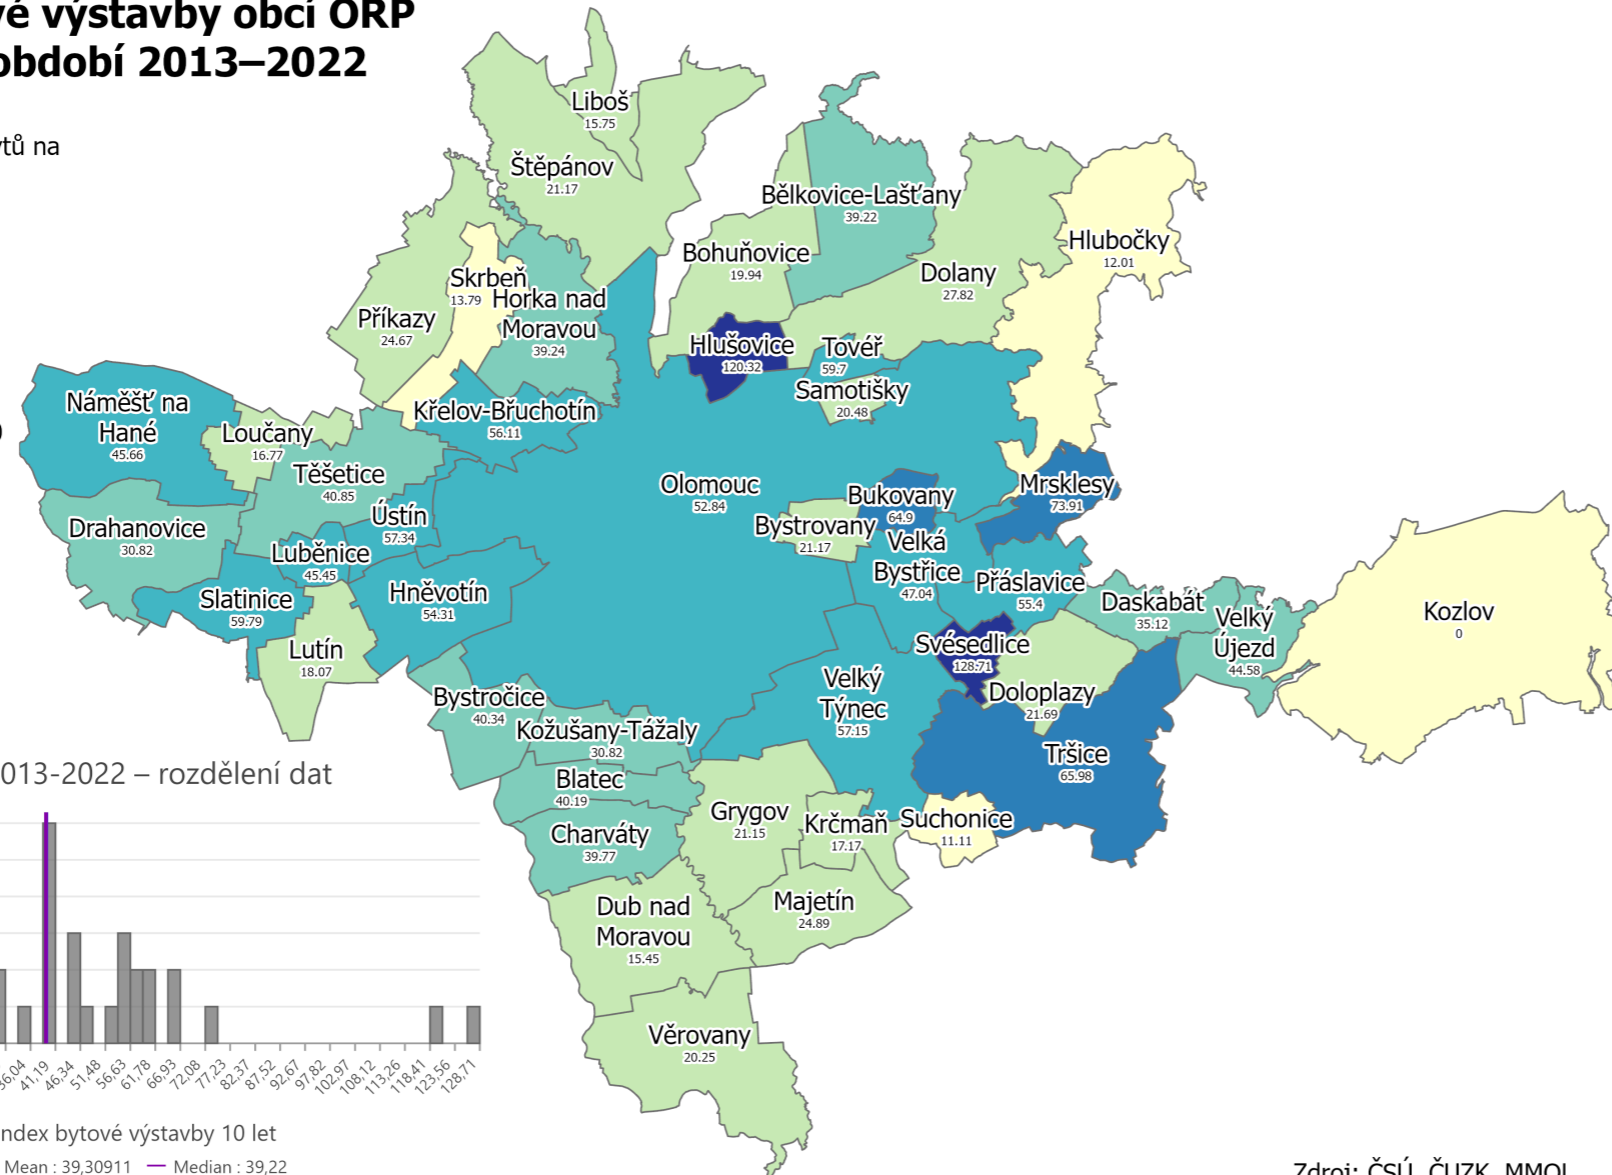 vé výstavby obcí ORP
období 2013–2022
tů na
Liboš
15.75
Štěpánov
21.17
Bělkovice-Lašťany
39.22
Hlubočky
12.01
Bohuňovice
19.94
Dolany
27.82
Skrbeň
13.79
Horka nad
Moravou
39.24
Příkazy
24.67
Hlušovice
120.32
Tovéř
59.7
Samotišky
20.48
Náměšť na
Hané
45.66
Křelov-Břuchotín
56.11
Loučany
16.77
Těšetice
40.85
Olomouc
52.84
Bukovany
64.9
Mrsklesy
73.91
Ústín
57.34
Drahanovice
30.82
Bystrovany
21.17
Luběnice
45.45
Velká
Bystřice
47.04
Přáslavice
55.4
Slatinice
59.79
Hněvotín
54.31
Daskabát
35.12
Velký
Újezd
44.58
Kozlov
0
Lutín
18.07
Svésedlice
128.71
Velký
Týnec
57.15
Doloplazy
21.69
Bystročice
40.34
Kožušany-Tážaly
30.82
Tršice
65.98
Blatec
40.19
Grygov
21.15
Krčmaň
17.17
Suchonice
11.11
Charváty
39.77
Dub nad
Moravou
15.45
Majetín
24.89
Věrovany
20.25
013-2022 – rozdělení dat
36,04 41,19 46,34 51,48 56,63 61,78 66,93 72,08 77,23 82,37 87,52 92,67 97,82 102,97 108,12 113,26 118,41 123,56 128,71
ndex bytové výstavby 10 let
Mean : 39,30911 — Median : 39,22
Zdroj: ČSÚ, ČUZK, MMOL